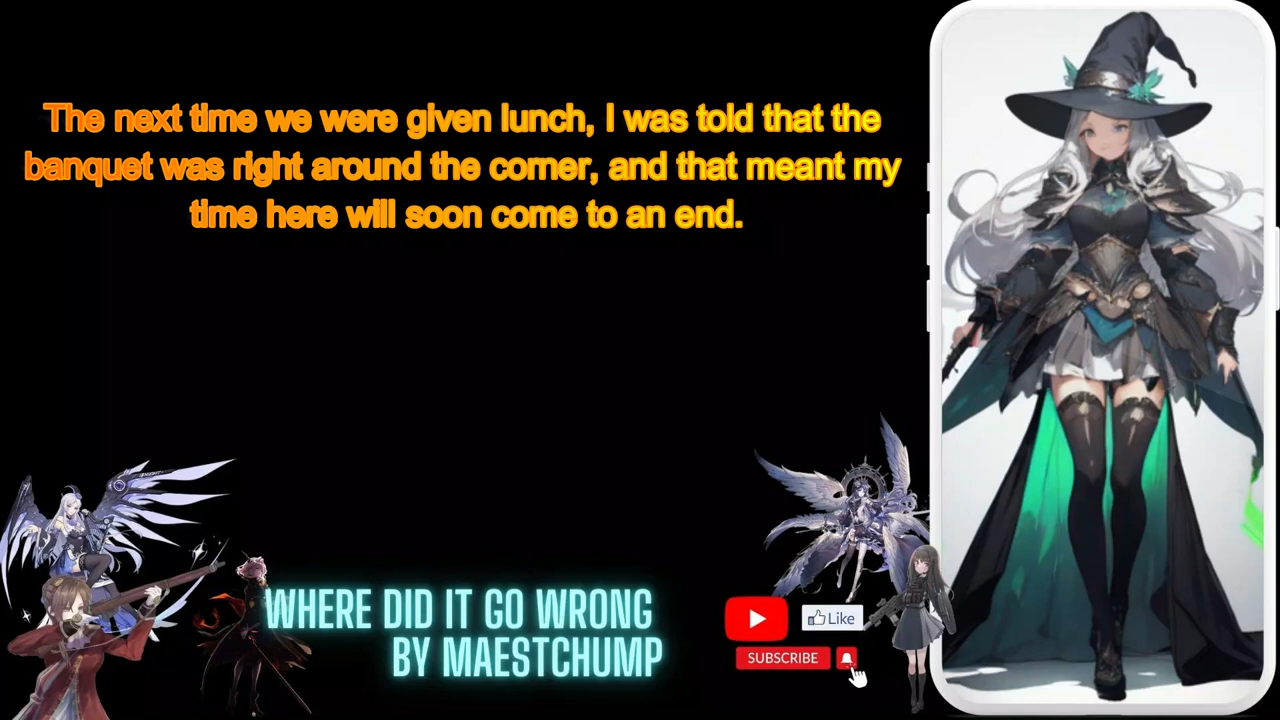 The next time we were given lunch, I was told that the
banquet was right around the corner, and that meant my
time here will soon come to an end.
WHERE DID IT GO WRONG
BY MAESTCHUMP
Like
SUBSCRIBE